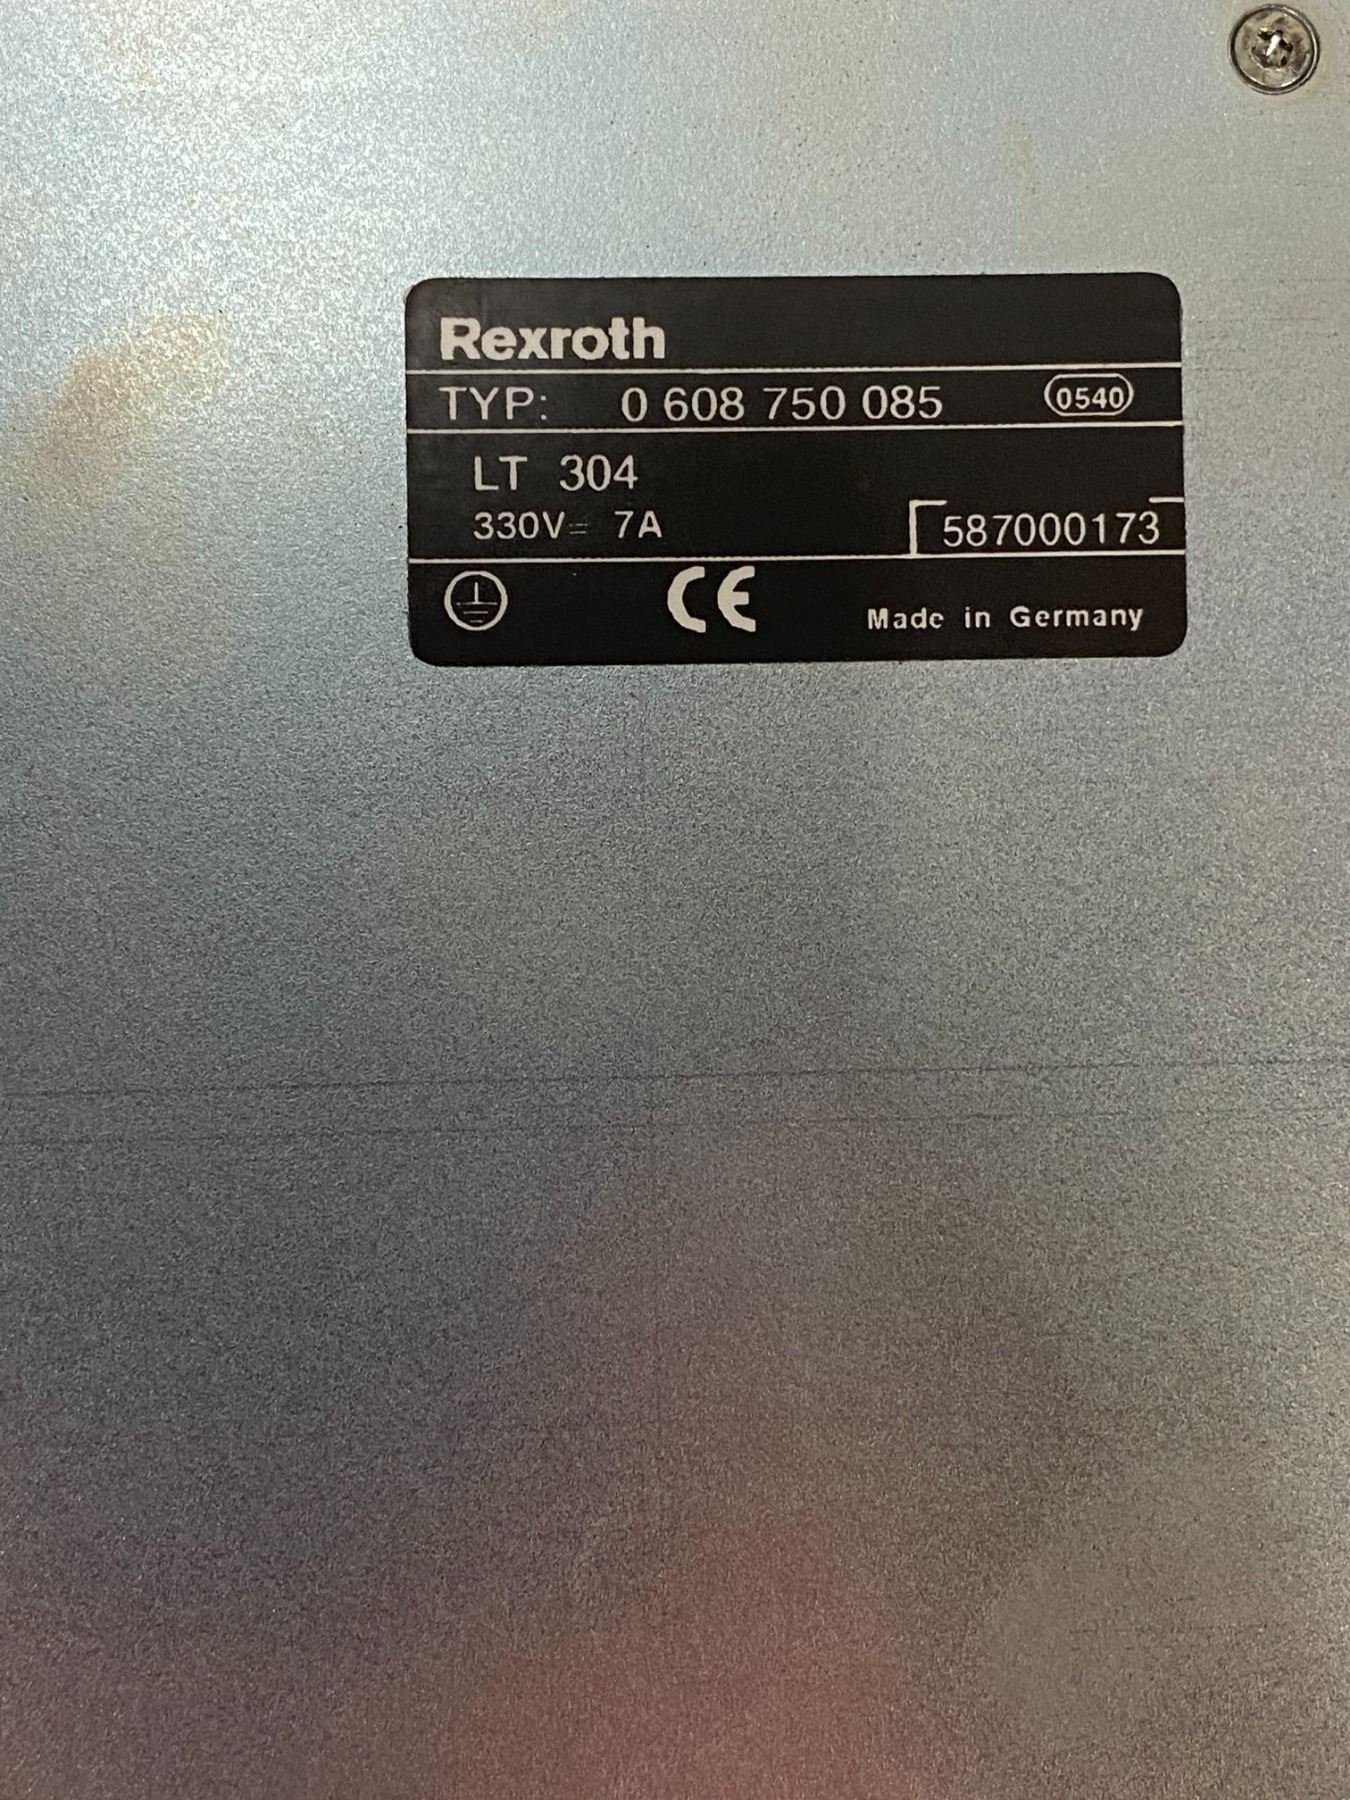 Rexroth
TYP: 0 608 750 085 0540
LT 304
330V= 7A 587000173
CE Made in Germany